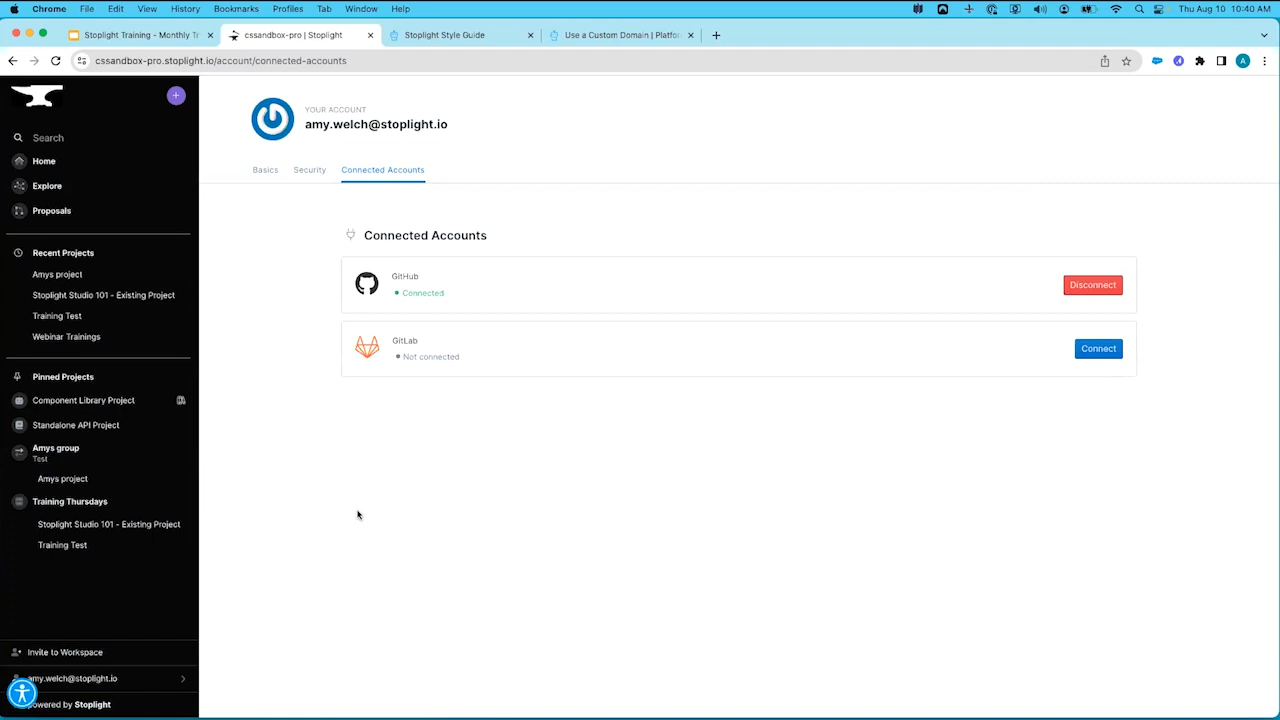 Chrome File Edit View History Bookmarks Profiles Tab Window Help Thu Aug 10 10:40 AM
Stoplight Training - Monthly Tr cssandbox-pro | Stoplight Stoplight Style Guide Use a Custom Domain | Platfo
cssandbox-pro.stoplight.io/account/connected-accounts A
Search
Home
Explore
Proposals
Recent Projects
Amys project
Stoplight Studio 101 - Existing Project
Training Test
Webinar Trainings
Pinned Projects
Component Library Project
Standalone API Project
Amys group
Test
Amys project
Training Thursdays
Stoplight Studio 101 - Existing Project
Training Test
Invite to Workspace
amy.welch@stoplight.io
powered by Stoplight
YOUR ACCOUNT
amy.welch@stoplight.io
Basics Security Connected Accounts
Connected Accounts
GitHub
Connected
Disconnect
GitLab
Not connected
Connect